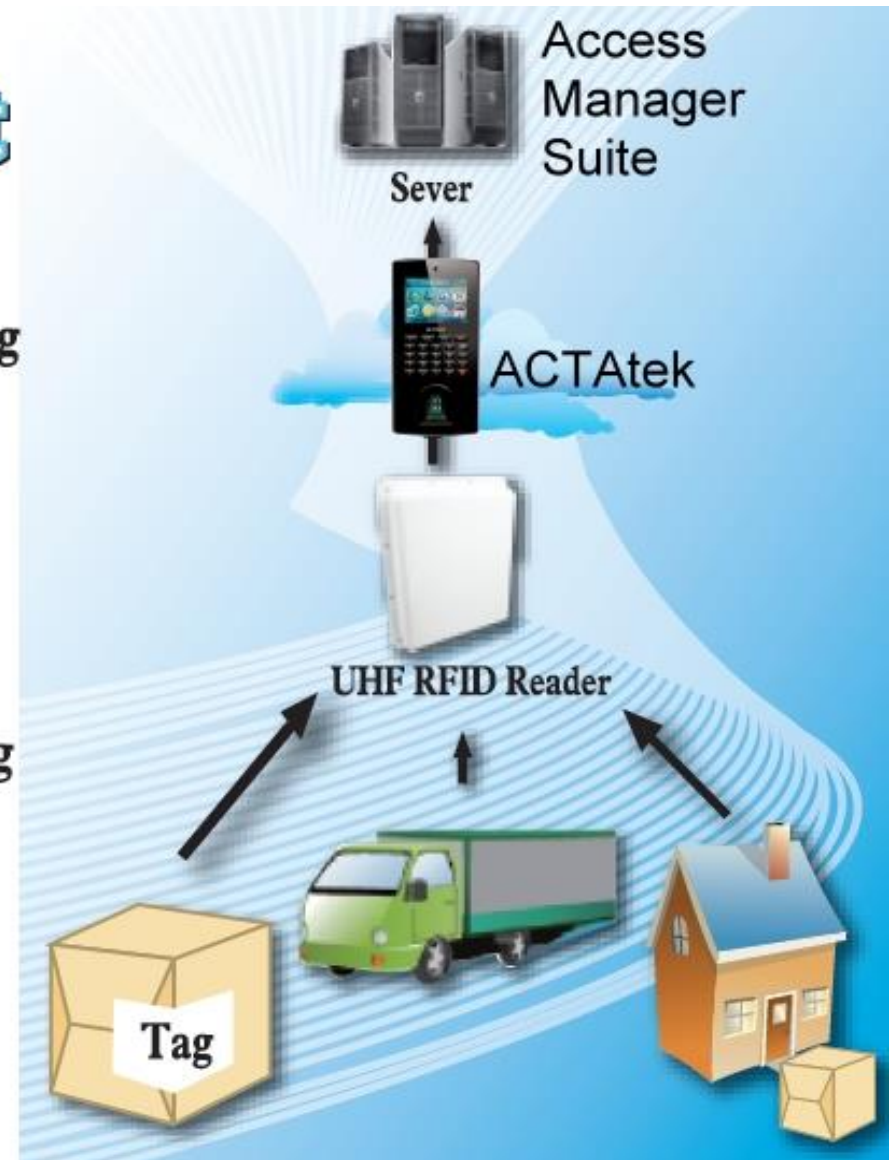 Access
Manager
Suite
Sever
t
ACTAtek
g
UHF RFID Reader
g
Tag